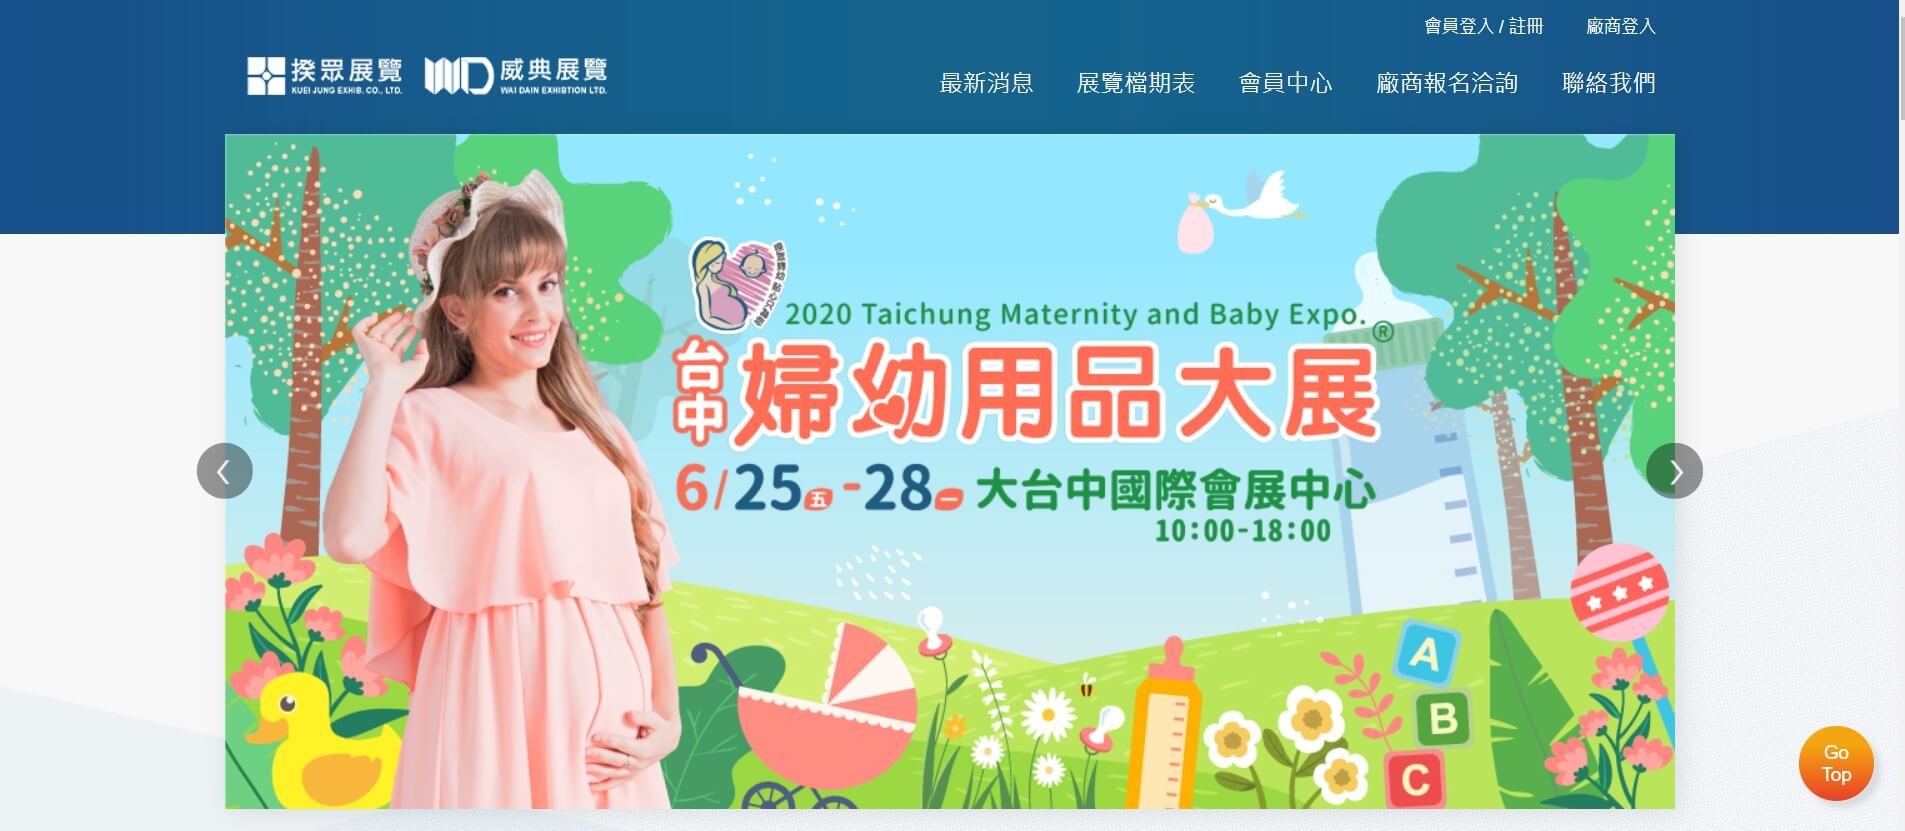 會員登入 / 註冊
廠商登入
揆眾展覽
KUEI JUNG EXHIB. CO., LTD.
威典展覽
WAI DAIN EXHIBTION LTD.
最新消息
展覽檔期表
會員中心
廠商報名洽詢
聯絡我們
2020 Taichung Maternity and Baby Expo.
®
台中
婦幼用品大展
6/25五-28一 大台中國際會展中心
10:00-18:00
A
B
C
Go
Top